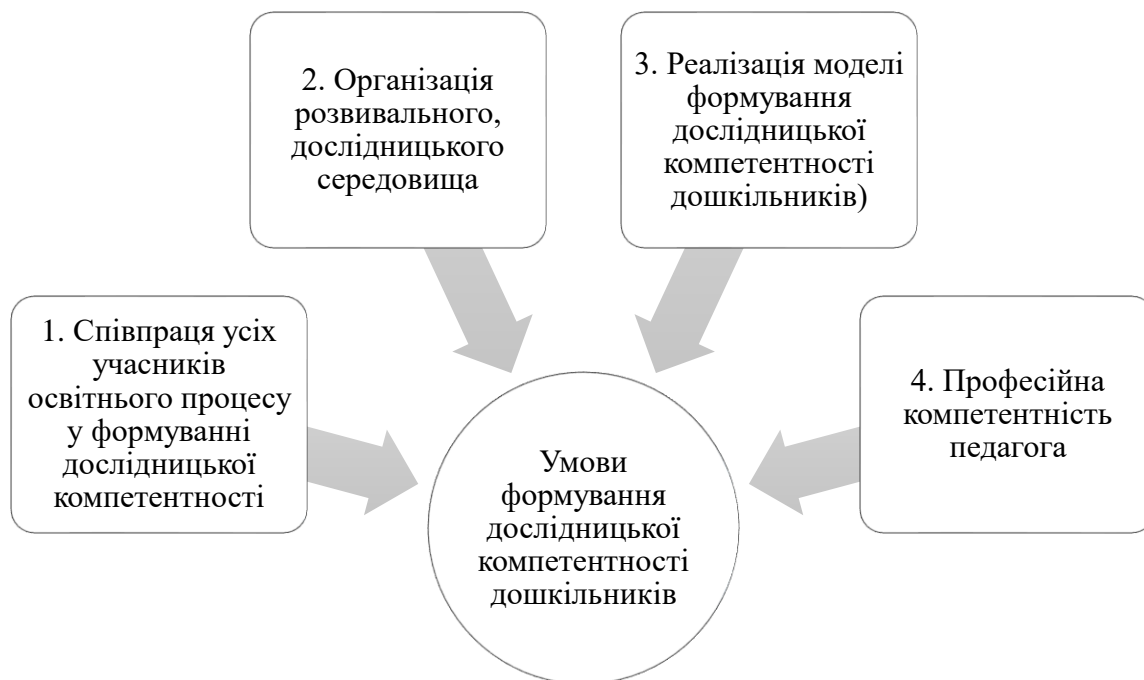 2. Організація
розвивального,
дослідницького
середовища
3. Реалізація моделі
формування
дослідницької
компетентності
дошкільників)
1. Співпраця усіх
учасників
освітнього процесу
у формуванні
дослідницької
компетентності
4. Професійна
компетентність
педагога
Умови
формування
дослідницької
компетентності
дошкільників